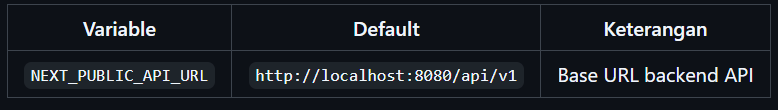 Variable Default Keterangan
NEXT_PUBLIC_API_URL http://localhost:8080/api/v1 Base URL backend API